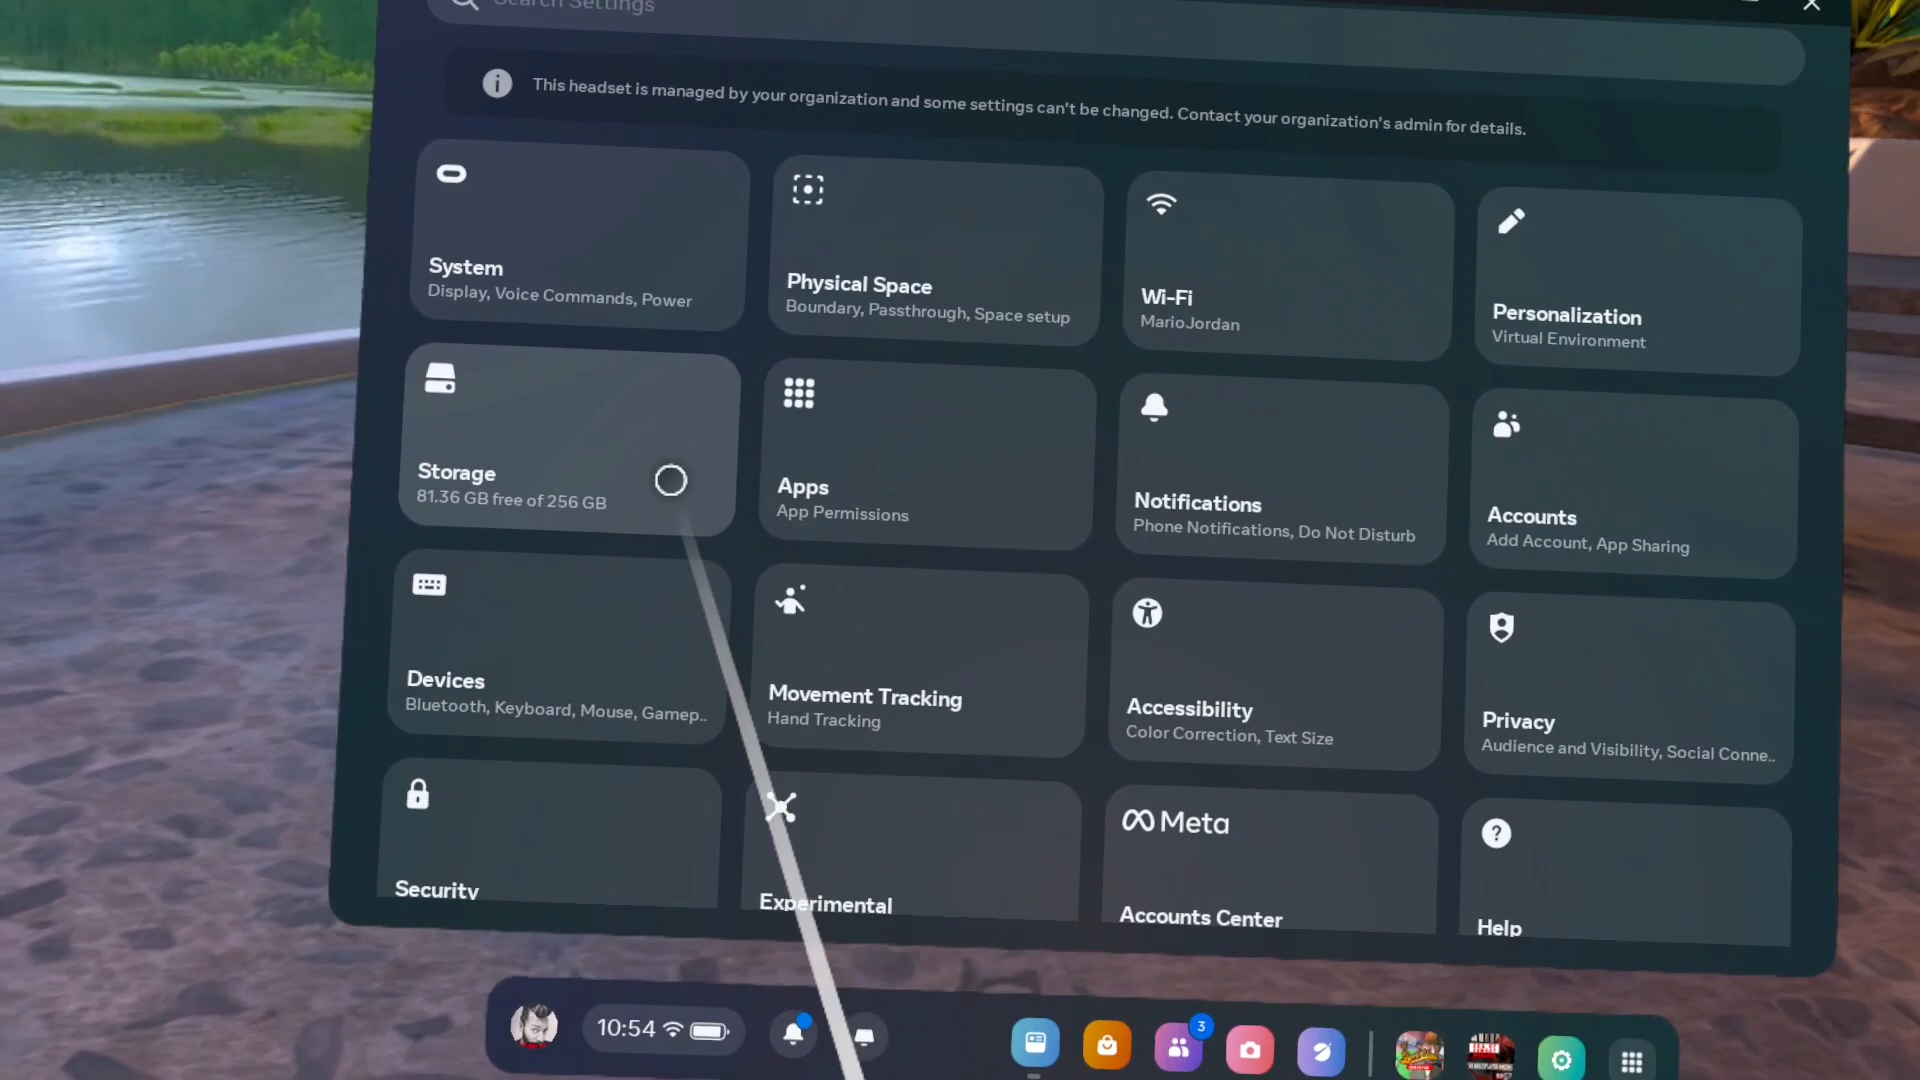 Search Settings
This headset is managed by your organization and some settings can't be changed. Contact your organization's admin for details.
System
Display, Voice Commands, Power
Physical Space
Boundary, Passthrough, Space setup
Wi-Fi
MarioJordan
Personalization
Virtual Environment
Storage
81.36 GB free of 256 GB
Apps
App Permissions
Notifications
Phone Notifications, Do Not Disturb
Accounts
Add Account, App Sharing
Devices
Bluetooth, Keyboard, Mouse, Gamep..
Movement Tracking
Hand Tracking
Accessibility
Color Correction, Text Size
Privacy
Audience and Visibility, Social Conne..
Security
Experimental
Meta
Accounts Center
Help
10:54
3